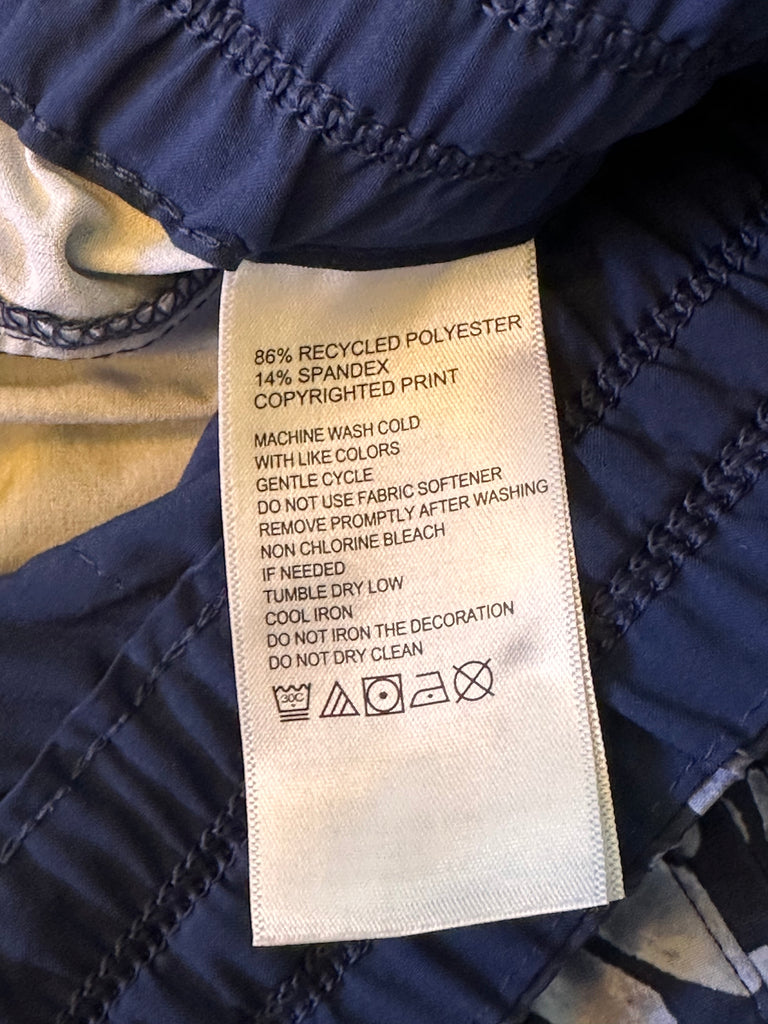 86% RECYCLED POLYESTER
14% SPANDEX
COPYRIGHTED PRINT
MACHINE WASH COLD
WITH LIKE COLORS
GENTLE CYCLE
DO NOT USE FABRIC SOFTENER
REMOVE PROMPTLY AFTER WASHING
NON CHLORINE BLEACH
IF NEEDED
TUMBLE DRY LOW
COOL IRON
DO NOT IRON THE DECORATION
DO NOT DRY CLEAN
30C